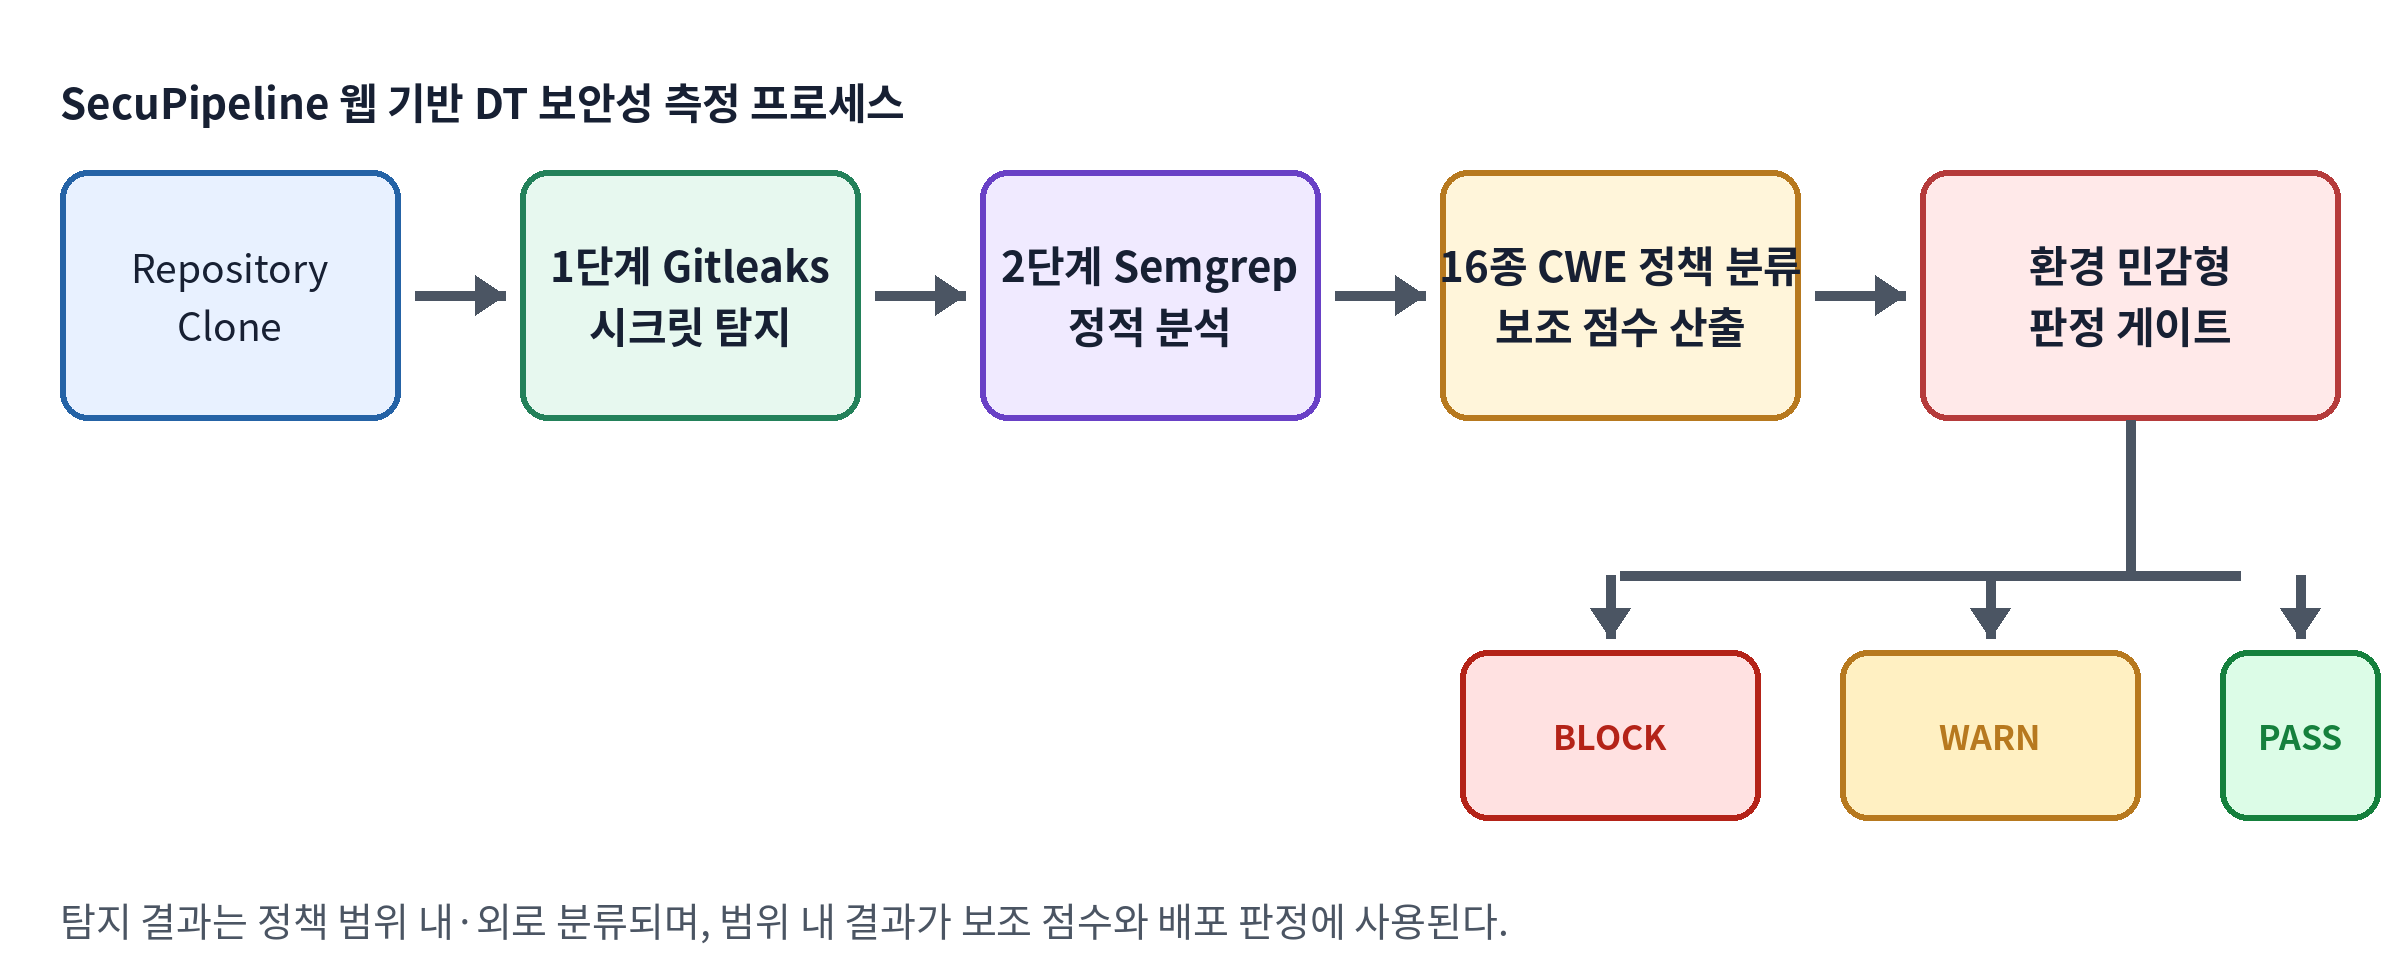 SecuPipeline 웹 기반 DT 보안성 측정 프로세스
Repository
Clone
1단계 Gitleaks
시크릿 탐지
2단계 Semgrep
정적 분석
16종 CWE 정책 분류
보조 점수 산출
환경 민감형
판정 게이트
BLOCK
WARN
PASS
탐지 결과는 정책 범위 내·외로 분류되며, 범위 내 결과가 보조 점수와 배포 판정에 사용된다.